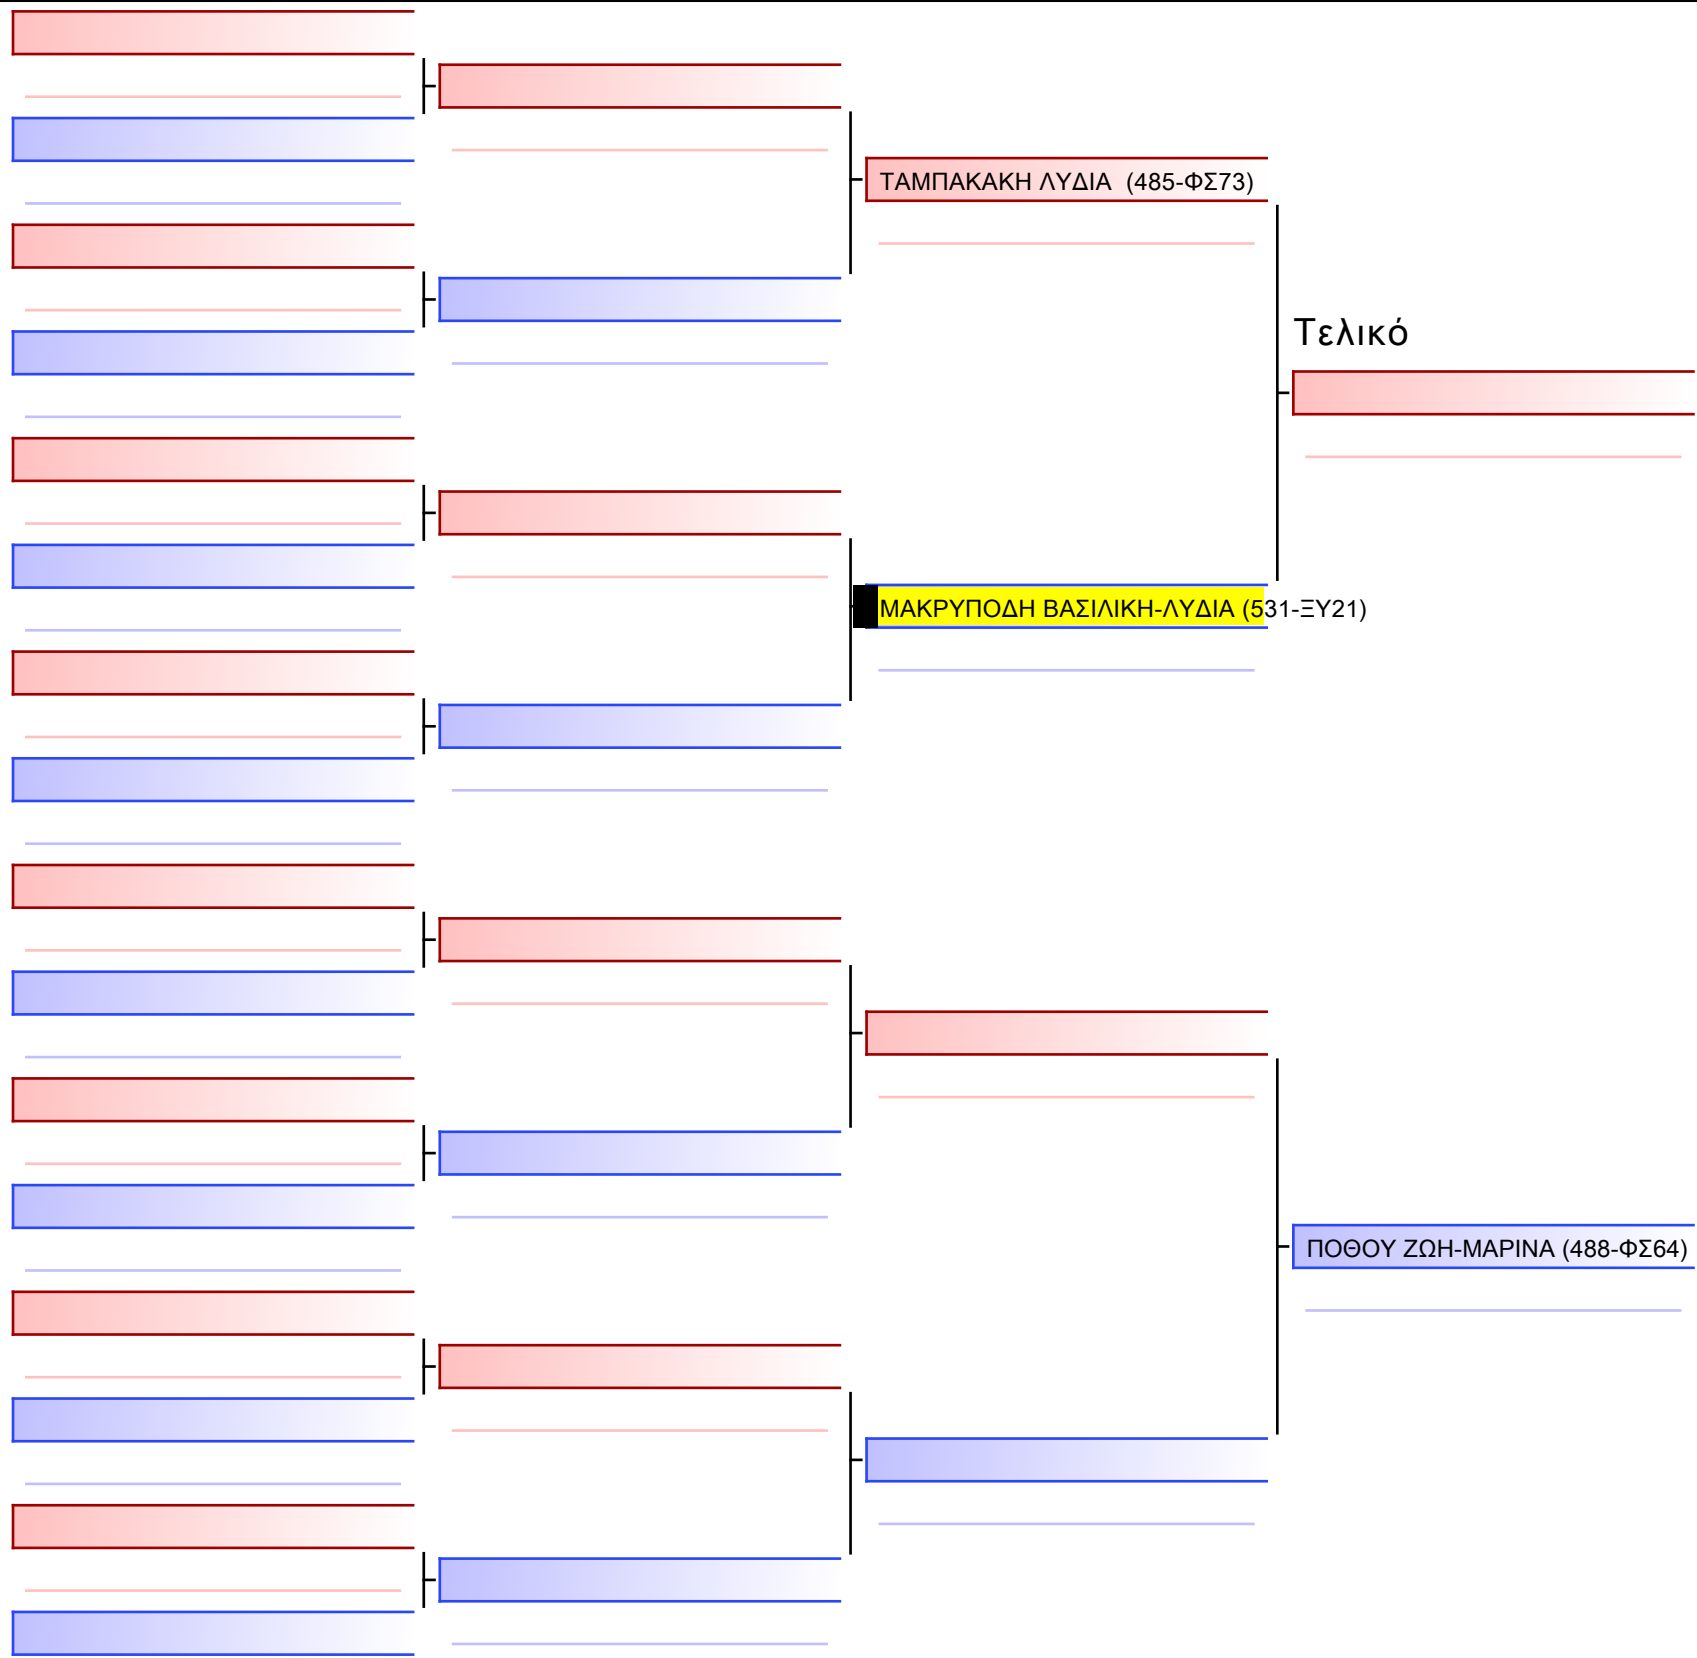 ΤΑΜΠΑΚΑΚΗ ΛΥΔΙΑ  (485-ΦΣ73)
Τελικό
ΜΑΚΡΥΠΟΔΗ ΒΑΣΙΛΙΚΗ-ΛΥΔΙΑ (531-ΞΥ21)
ΠΟΘΟΥ ΖΩΗ-ΜΑΡΙΝΑ (488-ΦΣ64)